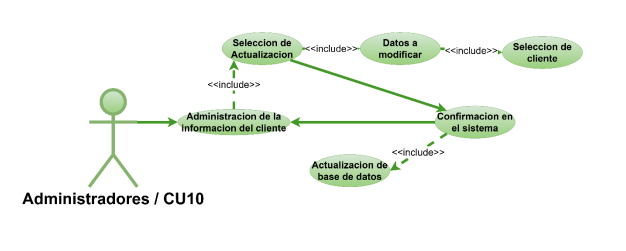 Seleccion de
Actualizacion
<<include>>
Datos a
modificar
<<include>>
Seleccion de
cliente
<<include>>
Administracion de la
informacion del cliente
Confirmacion en
el sistema
<<include>>
Actualizacion de
base de datos
Administradores / CU10